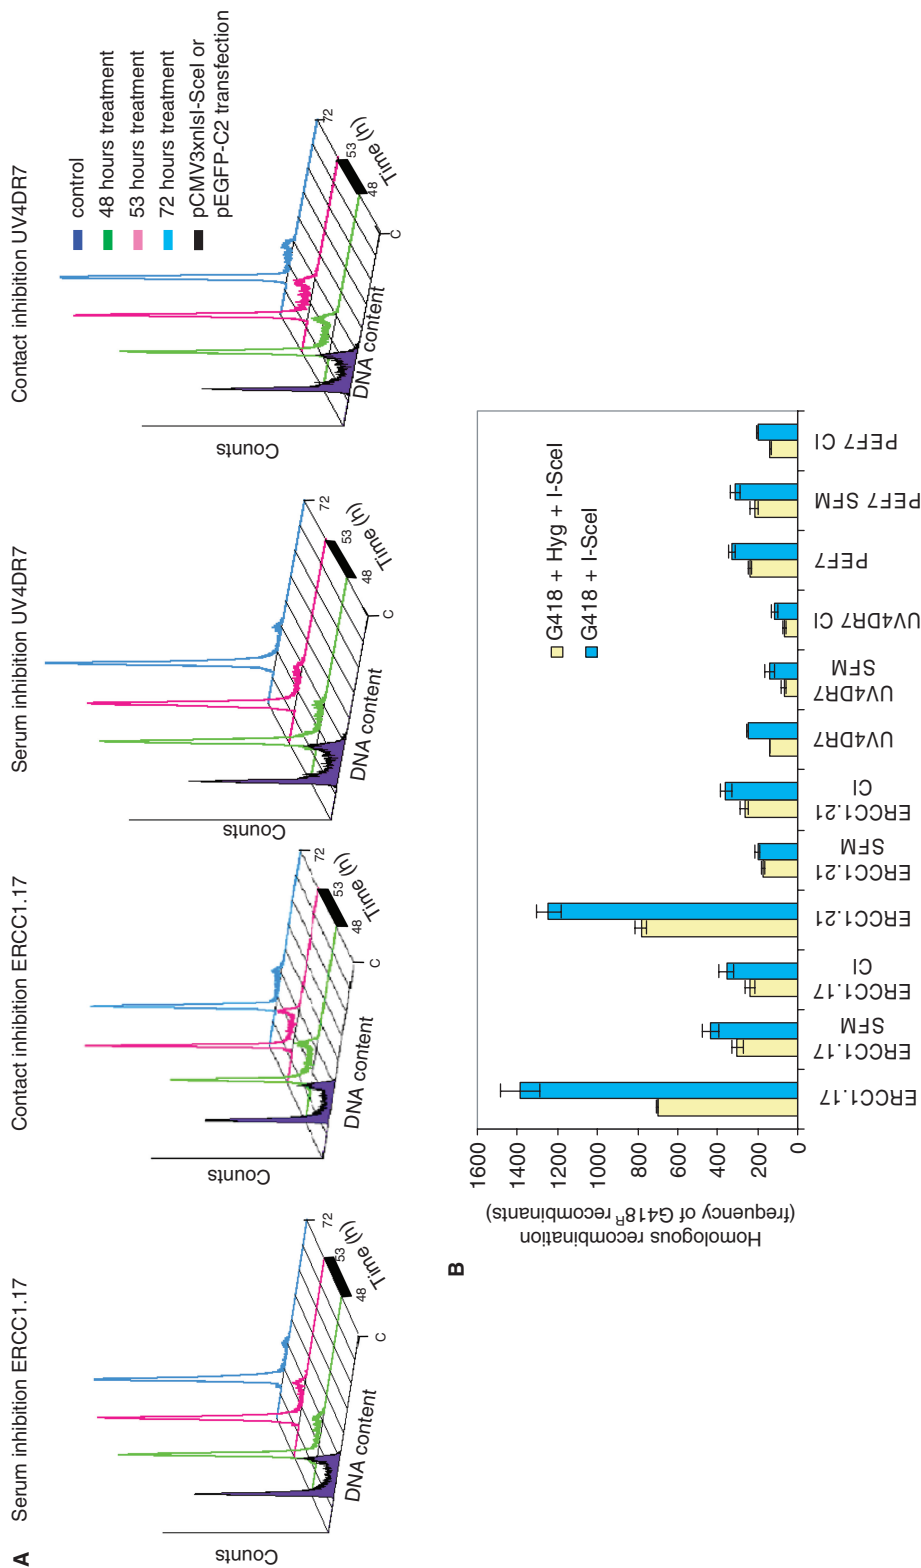 A
Serum inhibition ERCC1.17
Counts
DNA content
C
48
53
72
Time (h)
Contact inhibition ERCC1.17
Counts
DNA content
C
48
53
72
Time (h)
Serum inhibition UV4DR7
Counts
DNA content
C
48
53
72
Time (h)
Contact inhibition UV4DR7
Counts
DNA content
C
48
53
72
Time (h)
control
48 hours treatment
53 hours treatment
72 hours treatment
pCMV3xnlsI-SceI or
pEGFP-C2 transfection
B
Homologous recombination
(frequency of G418ᴿ recombinants)
1600
1400
1200
1000
800
600
400
200
0
G418 + Hyg + I-SceI
G418 + I-SceI
ERCC1.17
ERCC1.17
SFM
ERCC1.17
CI
ERCC1.21
ERCC1.21
SFM
ERCC1.21
CI
UV4DR7
UV4DR7
SFM
UV4DR7 CI
PEF7
PEF7 SFM
PEF7 CI